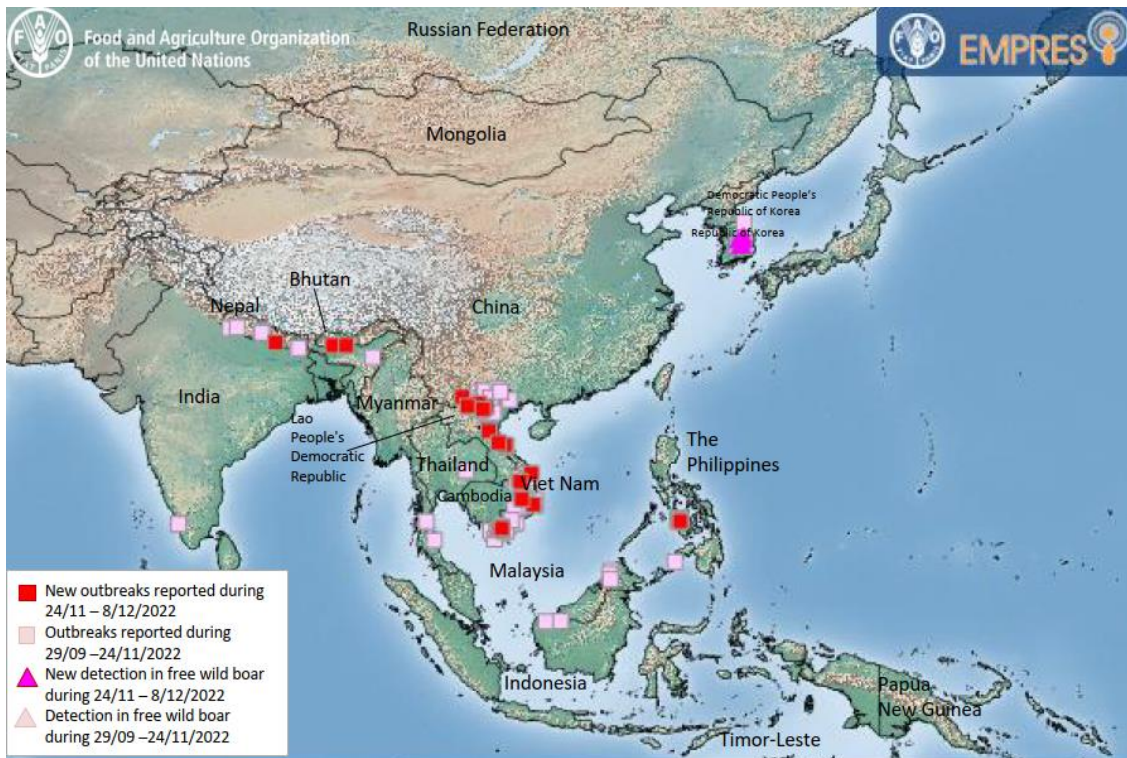 Food and Agriculture Organization
of the United Nations
FAO
FIAT PANIS
EMPRES
Russian Federation
Mongolia
Democratic People's
Republic of Korea
Republic of Korea
Bhutan
Nepal
China
India
Myanmar
Lao
People's
Democratic
Republic
Thailand
Viet Nam
Cambodia
The
Philippines
Malaysia
Indonesia
Papua
New Guinea
Timor-Leste
New outbreaks reported during
24/11 – 8/12/2022
Outbreaks reported during
29/09 –24/11/2022
New detection in free wild boar
during 24/11 – 8/12/2022
Detection in free wild boar
during 29/09 –24/11/2022